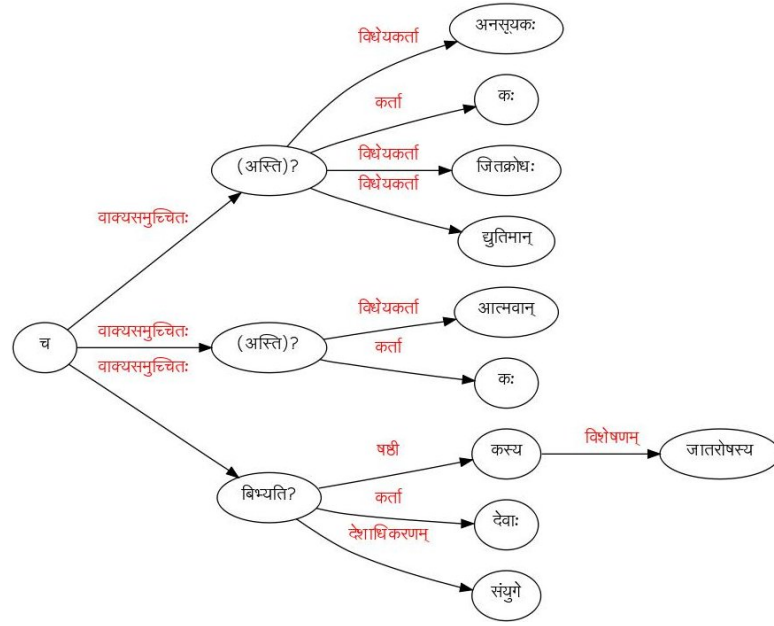 अनसूयकः
विधेयकर्ता
कर्ता
कः
(अस्ति)?
विधेयकर्ता
जितक्रोधः
विधेयकर्ता
वाक्यसमुच्चितः
द्युतिमान्
विधेयकर्ता
आत्मवान्
वाक्यसमुच्चितः
(अस्ति)?
च
कर्ता
वाक्यसमुच्चितः
कः
षष्ठी
कस्य
विशेषणम्
जातरोषस्य
बिभ्यति?
कर्ता
देवाः
देशाधिकरणम्
संयुगे